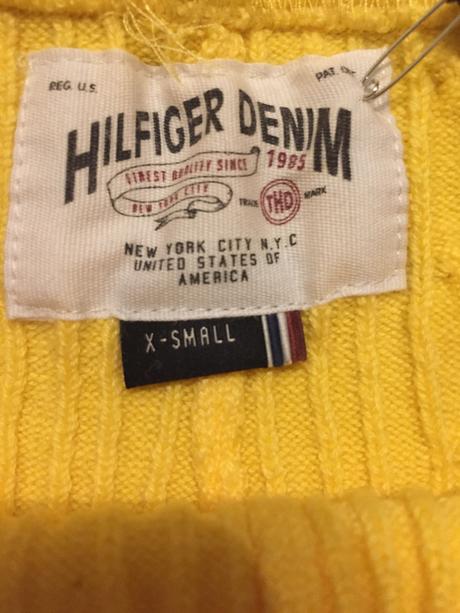 REG. U.S.
PAT. OFF.
HILFIGER DENIM
FINEST QUALITY SINCE 1985
NEW YORK CITY
TRADE THD MARK
NEW YORK CITY N.Y.C
UNITED STATES OF
AMERICA
X-SMALL